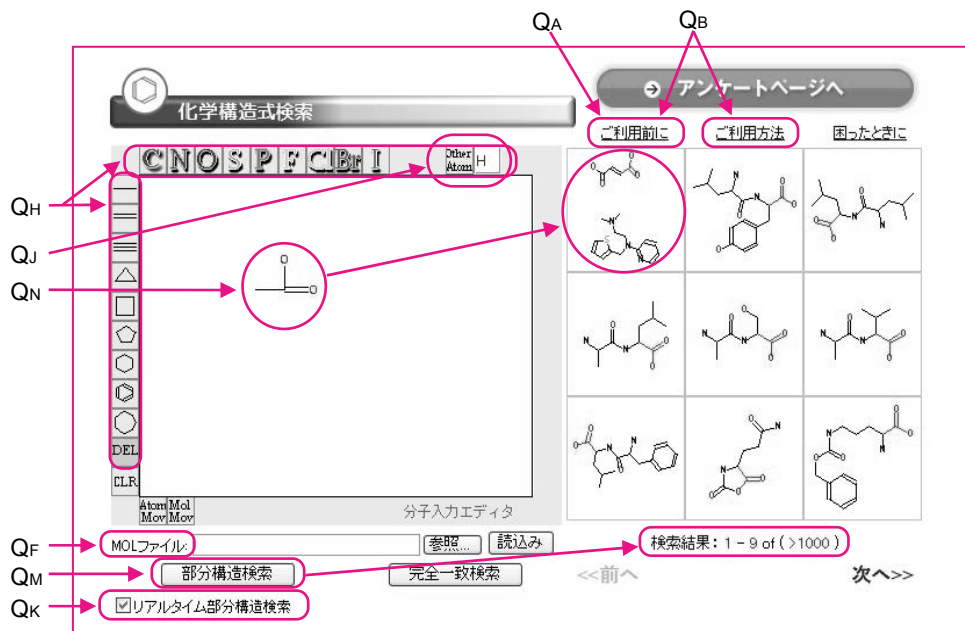 QA
QB
アンケートページへ
化学構造式検索
ご利用前に ご利用方法 困ったときに
C N O S P F Cl Br I Other Atom H
QH
QJ
QN
O
O
DEL
CLR
Atom Mov Mol Mov
分子入力エディタ
QF
MOLファイル: 参照... 読込み
検索結果: 1 - 9 of ( >1000 )
QM
部分構造検索 完全一致検索
<<前へ 次へ>>
QK
リアルタイム部分構造検索